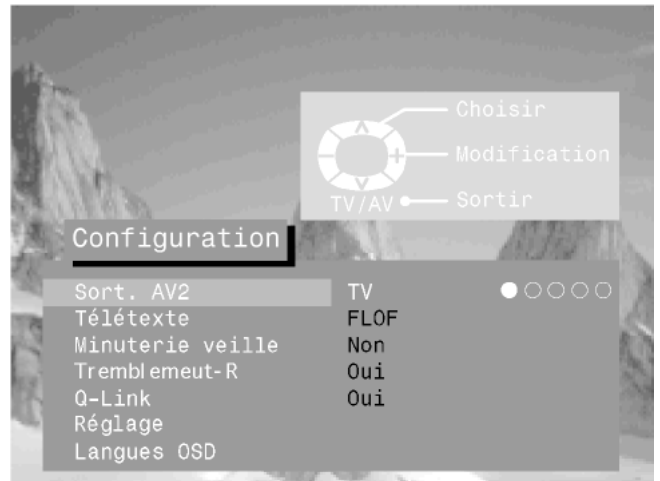 Choisir
Modification
TV/AV Sortir
Configuration
Sort. AV2 TV
Télétexte FLOF
Minuterie veille Non
Tremblemeut-R Oui
Q-Link Oui
Réglage
Langues OSD